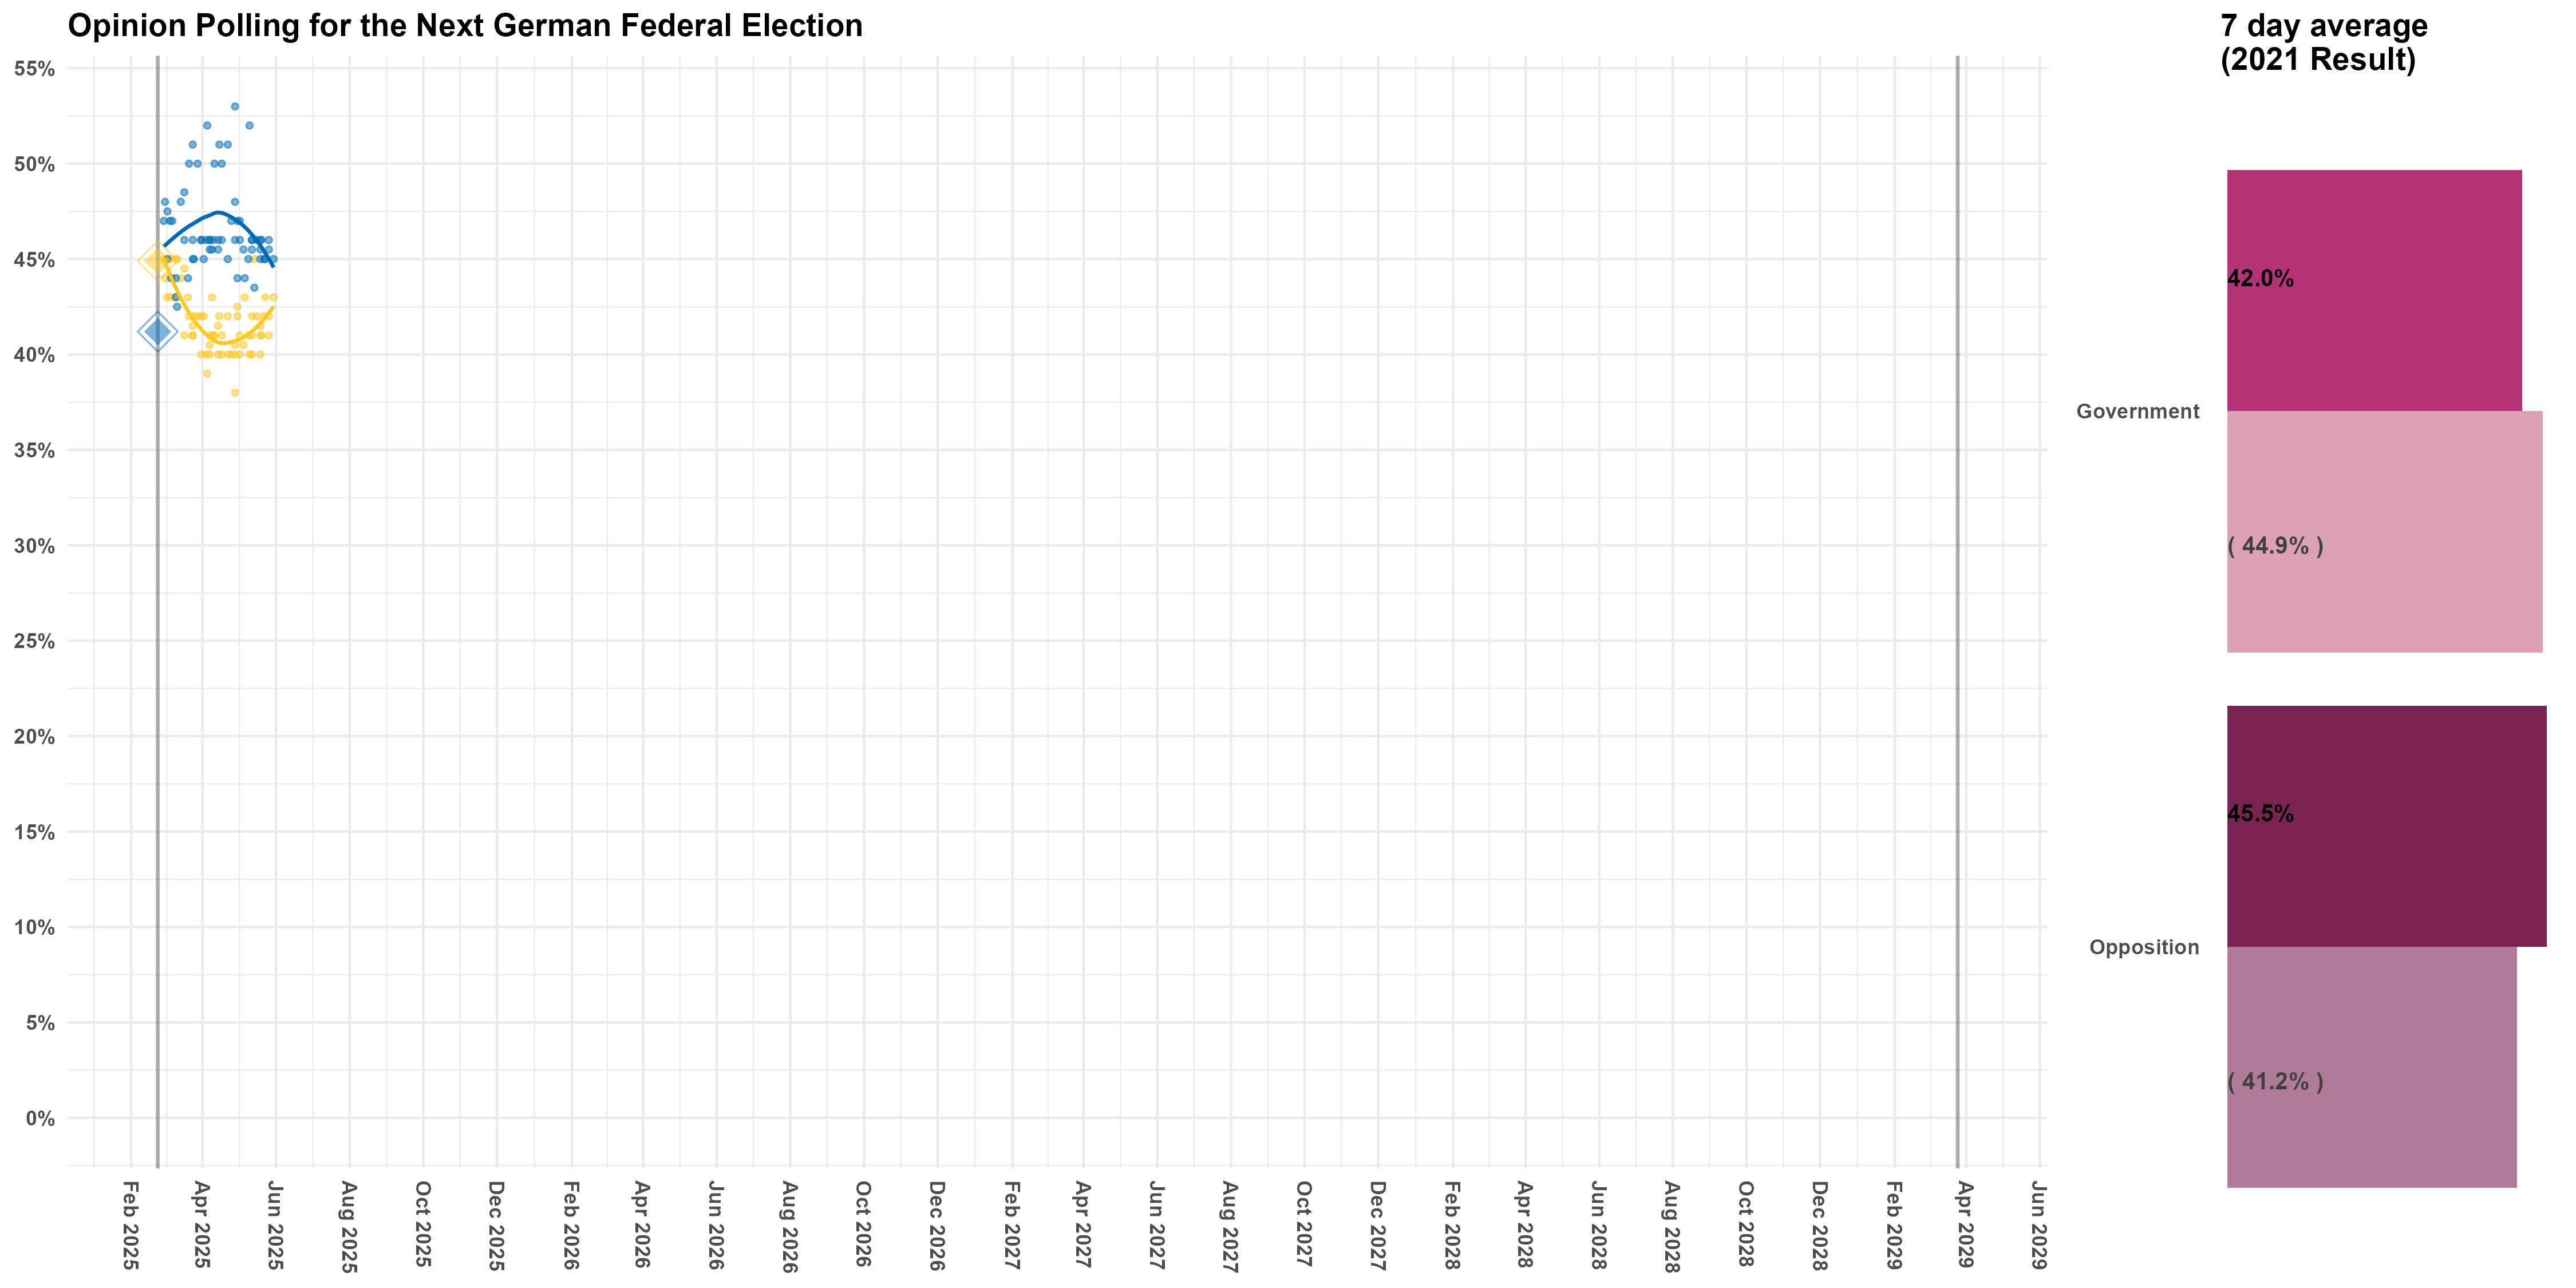 Opinion Polling for the Next German Federal Election
7 day average
(2021 Result)
55%
50%
45%
40%
35%
30%
25%
20%
15%
10%
5%
0%
Feb 2025
Apr 2025
Jun 2025
Aug 2025
Oct 2025
Dec 2025
Feb 2026
Apr 2026
Jun 2026
Aug 2026
Oct 2026
Dec 2026
Feb 2027
Apr 2027
Jun 2027
Aug 2027
Oct 2027
Dec 2027
Feb 2028
Apr 2028
Jun 2028
Aug 2028
Oct 2028
Dec 2028
Feb 2029
Apr 2029
Jun 2029
Government
42.0%
( 44.9% )
Opposition
45.5%
( 41.2% )